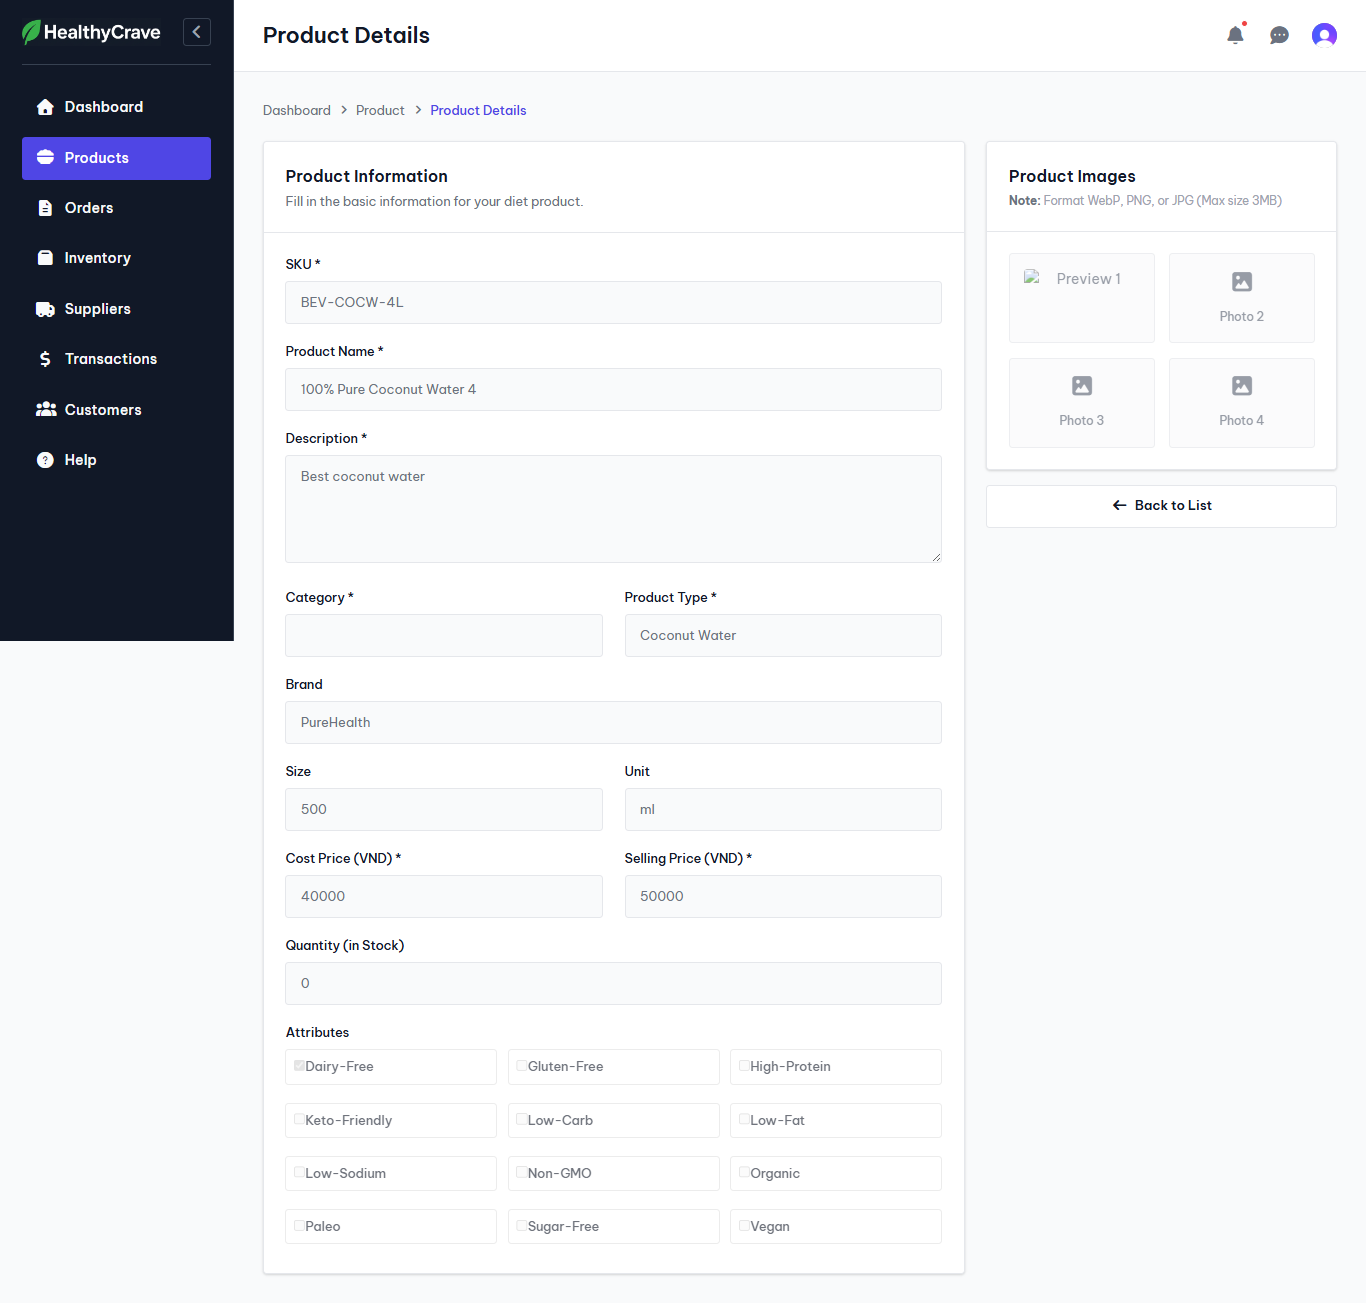 HealthyCrave
Dashboard
Products
Orders
Inventory
Suppliers
Transactions
Customers
Help
Product Details
Dashboard > Product > Product Details
Product Information
Fill in the basic information for your diet product.
SKU *
BEV-COCW-4L
Product Name *
100% Pure Coconut Water 4
Description *
Best coconut water
Category *
Product Type *
Coconut Water
Brand
PureHealth
Size
500
Unit
ml
Cost Price (VND) *
40000
Selling Price (VND) *
50000
Quantity (in Stock)
0
Attributes
Dairy-Free
Gluten-Free
High-Protein
Keto-Friendly
Low-Carb
Low-Fat
Low-Sodium
Non-GMO
Organic
Paleo
Sugar-Free
Vegan
Product Images
Note: Format WebP, PNG, or JPG (Max size 3MB)
Preview 1
Photo 2
Photo 3
Photo 4
Back to List